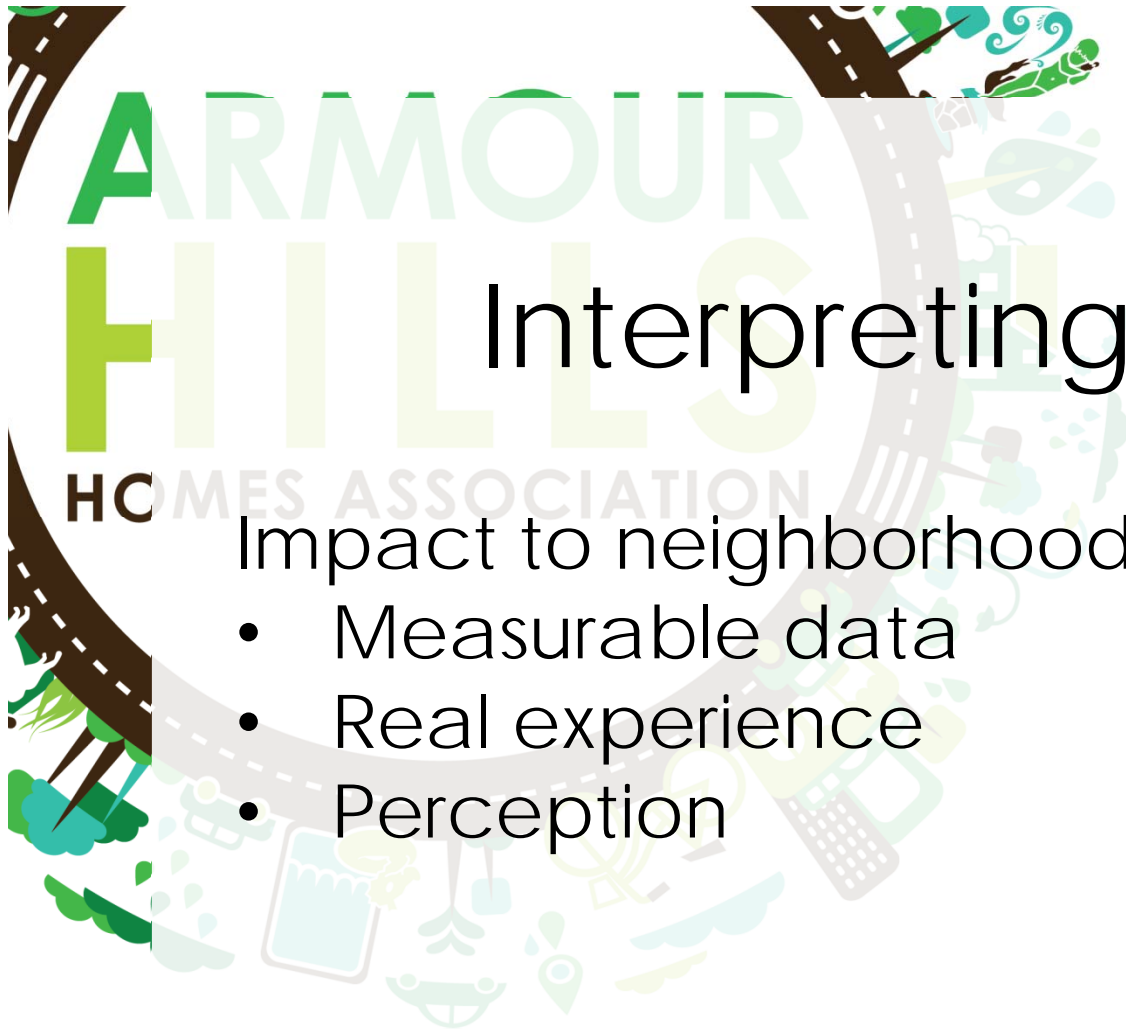 ARMOUR
HILLS
HOMES ASSOCIATION
Interpreting
Impact to neighborhood
• Measurable data
• Real experience
• Perception